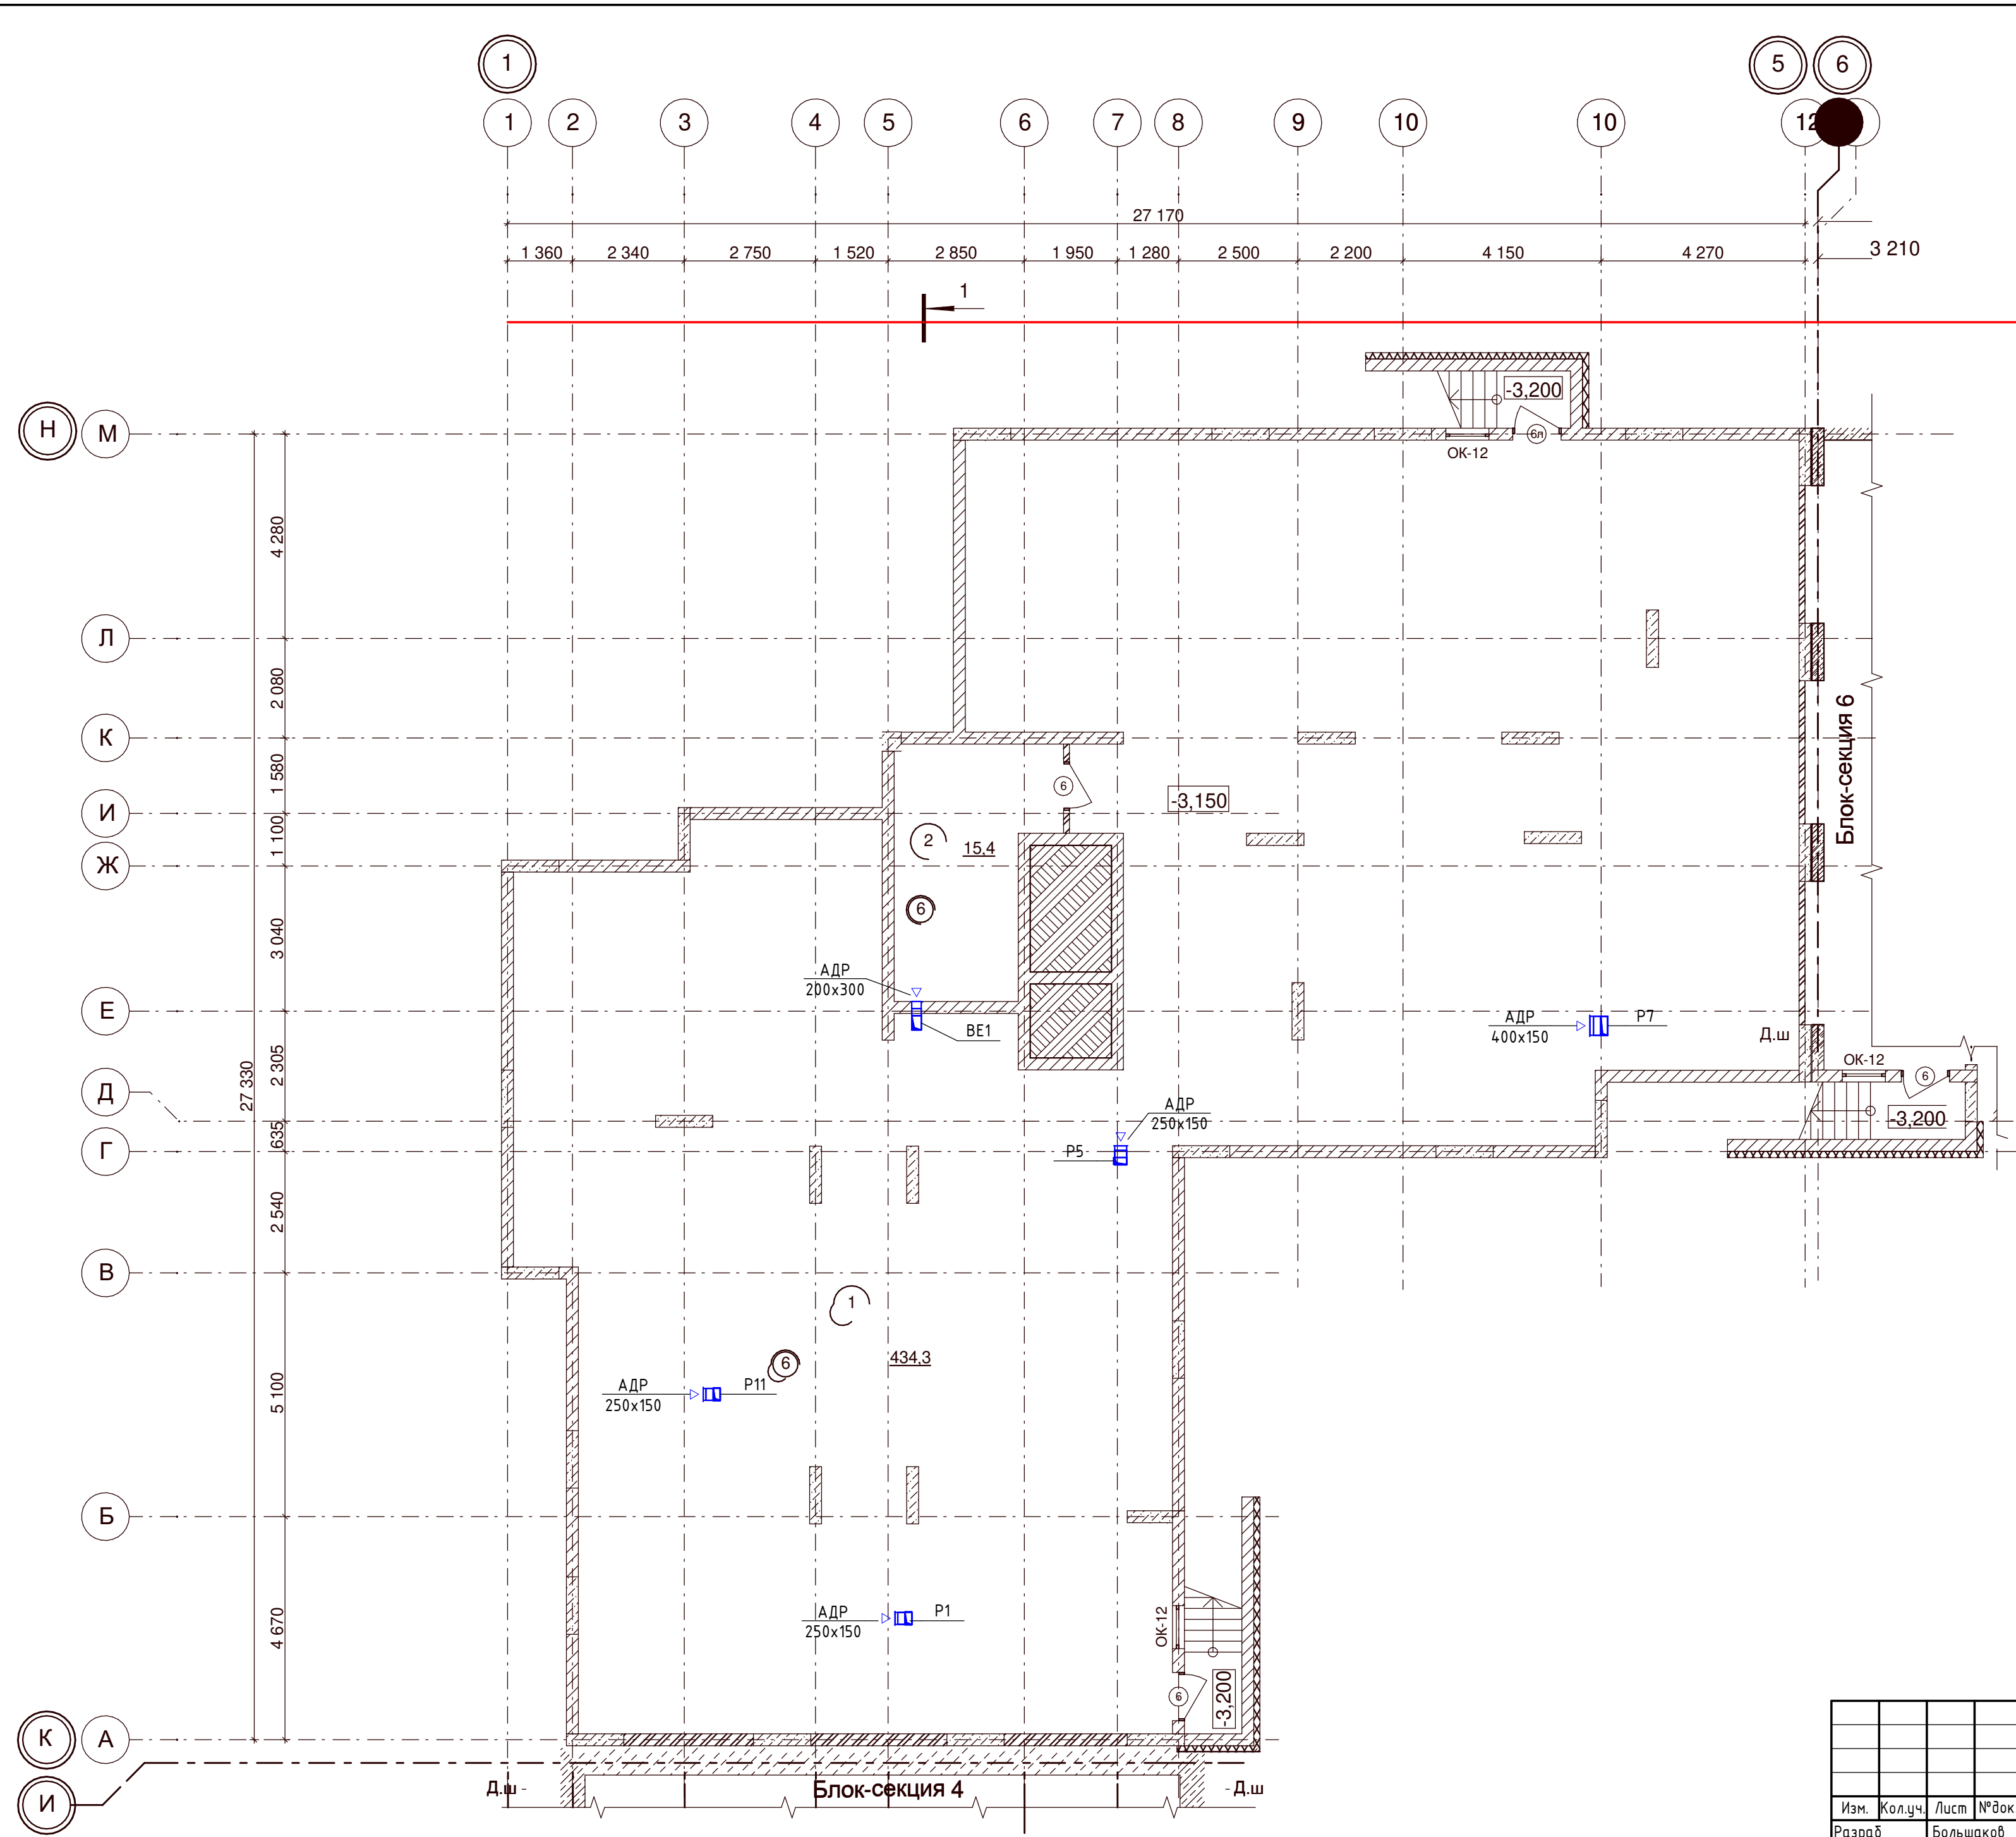 1
5 6
1 2 3 4 5 6 7 8 9 10 10 12
27 170
1 360 2 340 2 750 1 520 2 850 1 950 1 280 2 500 2 200 4 150 4 270 3 210
1
-3,200
Н М
6л
ОК-12
4 280
Л
2 080
К
Блок-секция 6
1 580
6
И
-3,150
1 100
2
15,4
Ж
6
3 040
АДР
200х300
Е
ВЕ1
АДР
400х150
Р7
Д.ш
ОК-12
6
2 305
27 330
Д
АДР
250х150
-3,200
635
Г
Р5
2 540
В
1
434,3
6
АДР
250х150
Р11
5 100
Б
АДР
250х150
Р1
ОК-12
4 670
6
-3,200
К А
И
Д.ш
Блок-секция 4
Д.ш
Изм. Кол.уч. Лист №док
Разраб Большаков